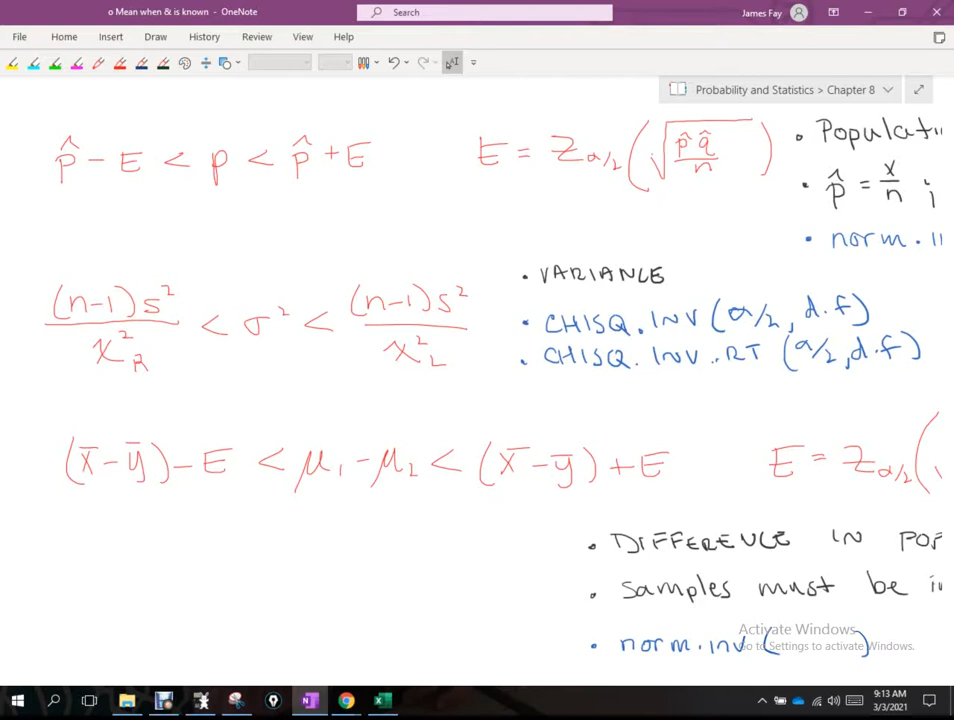 o Mean when & is known - OneNote
Search
James Fay
File Home Insert Draw History Review View Help
Probability and Statistics > Chapter 8
p̂ - E < p < p̂ + E
E = Zα/2 (√(p̂ q̂ / n))
• Populati
• p̂ = x/n ;
• norm.
(n-1)s² / χ²R < σ² < (n-1)s² / χ²L
• VARIANCE
• CHISQ.INV (α/2, d.f)
• CHISQ.INV.RT (α/2, d.f)
(x̄-ȳ) - E < μ1 - μ2 < (x̄-ȳ) + E
E = Zα/2 (
• DIFFERENCE IN POP
• samples must be
• norm.inv ( )
Activate Windows
Go to Settings to activate Windows.
9:13 AM
3/3/2021